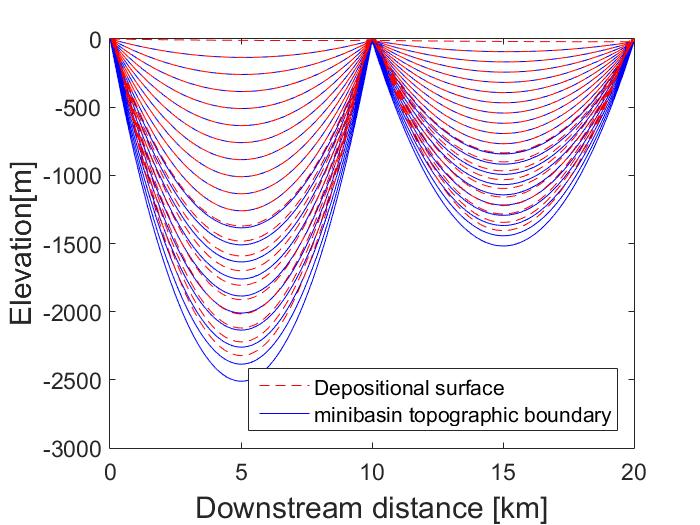 0
-500
-1000
-1500
-2000
-2500
-3000
Elevation[m]
Depositional surface
minibasin topographic boundary
0 5 10 15 20
Downstream distance [km]